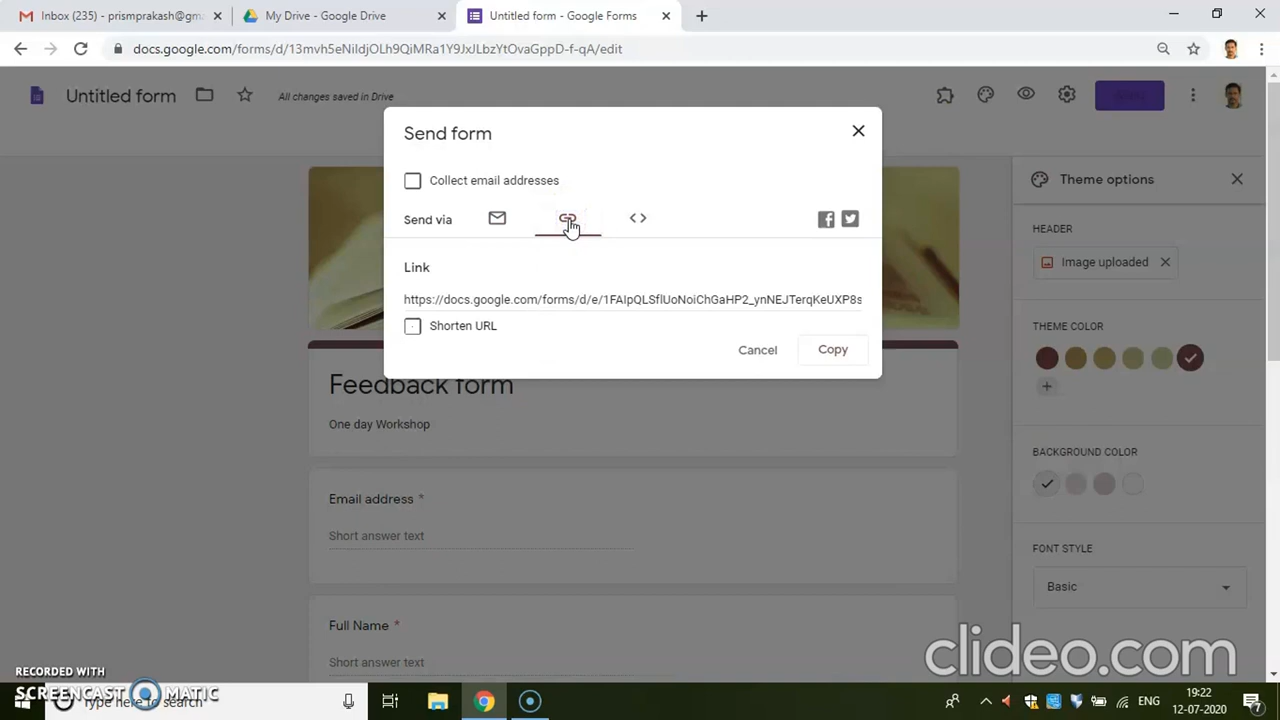 Inbox (235) - prismprakash@gm
My Drive - Google Drive
Untitled form - Google Forms
docs.google.com/forms/d/13mvh5eNildjOLh9QiMRa1Y9JxJLbzYtOvaGppD-f-qA/edit
Untitled form
All changes saved in Drive
Send form
Collect email addresses
Send via
Link
https://docs.google.com/forms/d/e/1FAIpQLSflUoNoiChGaHP2_ynNEJTerqKeUXP8s
Shorten URL
Cancel
Copy
Feedback form
One day Workshop
Email address *
Short answer text
Full Name *
Short answer text
Theme options
HEADER
Image uploaded
THEME COLOR
BACKGROUND COLOR
FONT STYLE
Basic
clideo.com
RECORDED WITH
SCREENCAST MATIC
Type here to search
ENG
19:22
12-07-2020
7